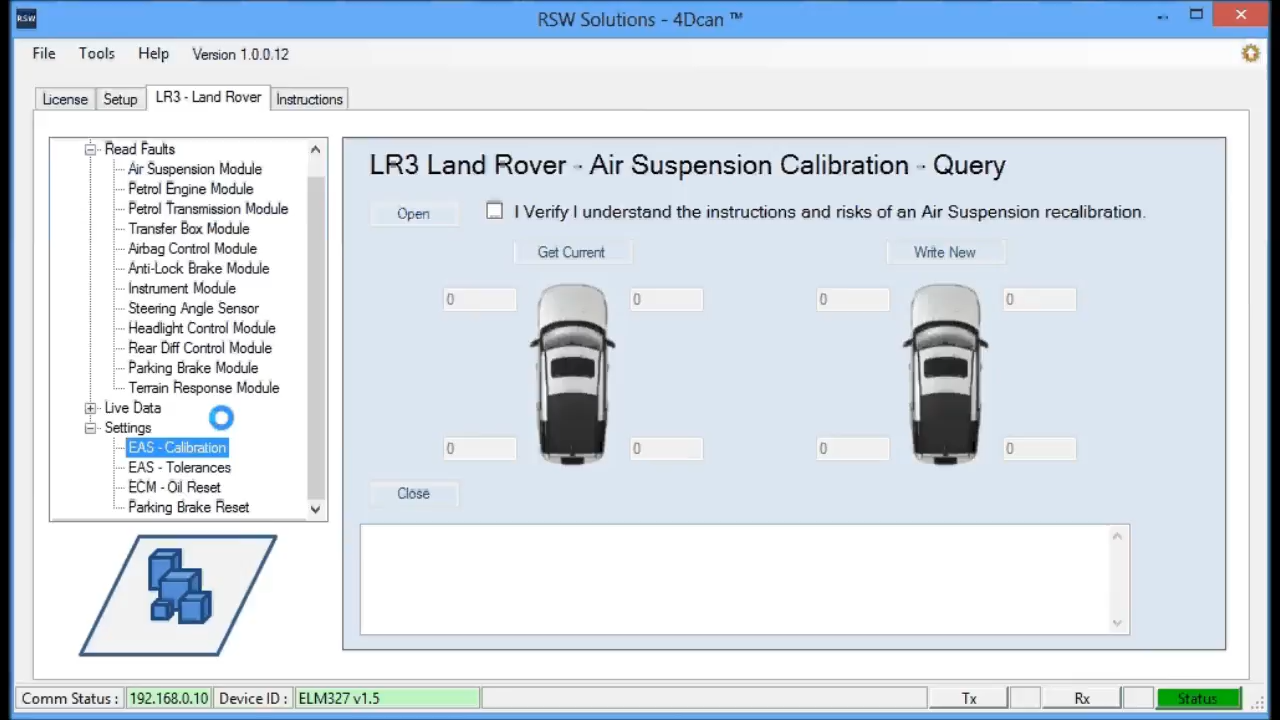 RSW
RSW Solutions - 4Dcan ™
File Tools Help Version 1.0.0.12
License Setup LR3 - Land Rover Instructions
Read Faults
Air Suspension Module
Petrol Engine Module
Petrol Transmission Module
Transfer Box Module
Airbag Control Module
Anti-Lock Brake Module
Instrument Module
Steering Angle Sensor
Headlight Control Module
Rear Diff Control Module
Parking Brake Module
Terrain Response Module
Live Data
Settings
EAS - Calibration
EAS - Tolerances
ECM - Oil Reset
Parking Brake Reset
LR3 Land Rover - Air Suspension Calibration - Query
Open I Verify I understand the instructions and risks of an Air Suspension recalibration.
Get Current Write New
0 0 0 0
0 0 0 0
Close
Comm Status : 192.168.0.10 Device ID : ELM327 v1.5 Tx Rx Status